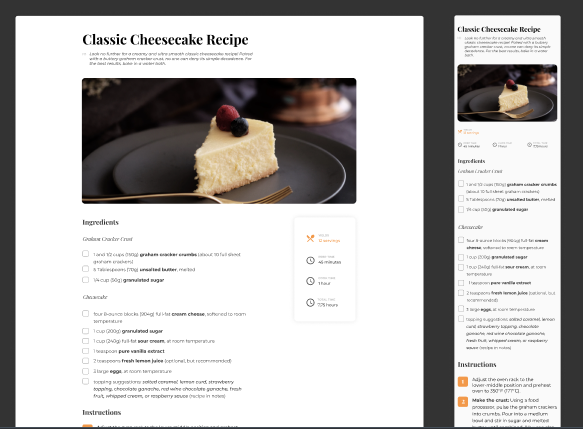 Classic Cheesecake Recipe
Look no further for a creamy and ultra smooth classic cheesecake recipe! Paired
with a buttery graham cracker crust, no one can deny its simple decadence. For
the best results, bake in a water bath.
Ingredients
Graham Cracker Crust
1 and 1/2 cups (150g) graham cracker crumbs (about 10 full sheet
graham crackers)
5 Tablespoons (70g) unsalted butter, melted
1/4 cup (50g) granulated sugar
Cheesecake
four 8-ounce blocks (904g) full-fat cream cheese, softened to room
temperature
1 cup (200g) granulated sugar
1 cup (240g) full-fat sour cream, at room temperature
1 teaspoon pure vanilla extract
2 teaspoons fresh lemon juice (optional, but recommended)
3 large eggs, at room temperature
topping suggestions: salted caramel, lemon curd, strawberry
topping, chocolate ganache, red wine chocolate ganache, fresh
fruit, whipped cream, or raspberry sauce (recipe in notes)
Instructions
12 servings
45 minutes
1 hour
7.75 hours
Classic Cheesecake Recipe
Look no further for a creamy and ultra smooth
classic cheesecake recipe! Paired with a buttery
graham cracker crust, no one can deny its simple
decadence. For the best results, bake in a water
bath.
12 servings
45 minutes
1 hour
7.75 hours
Ingredients
Graham Cracker Crust
1 and 1/2 cups (150g) graham cracker crumbs
(about 10 full sheet graham crackers)
5 Tablespoons (70g) unsalted butter, melted
1/4 cup (50g) granulated sugar
Cheesecake
four 8-ounce blocks (904g) full-fat cream
cheese, softened to room temperature
1 cup (200g) granulated sugar
1 cup (240g) full-fat sour cream, at room
temperature
1 teaspoon pure vanilla extract
2 teaspoons fresh lemon juice (optional, but
recommended)
3 large eggs, at room temperature
topping suggestions: salted caramel, lemon
curd, strawberry topping, chocolate
ganache, red wine chocolate ganache,
fresh fruit, whipped cream, or raspberry
sauce (recipe in notes)
Instructions
1 Adjust the oven rack to the
lower-middle position and preheat
oven to 350°F (177°C).
2 Make the crust: Using a food
processor, pulse the graham crackers
into crumbs. Pour into a medium
bowl and stir in sugar and melted